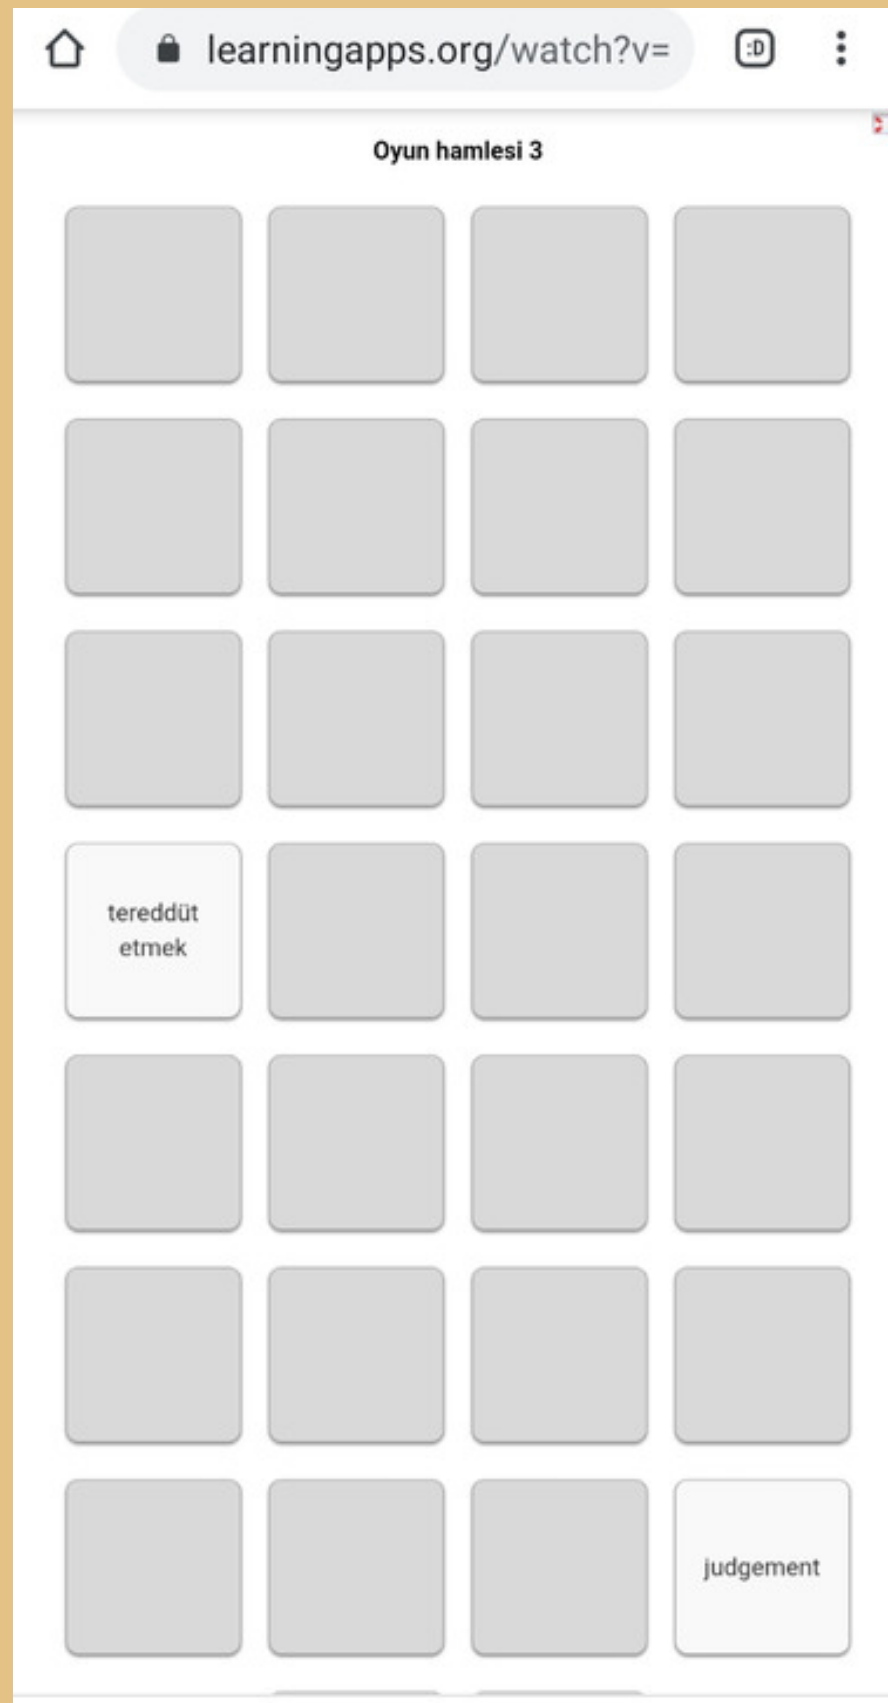 learningapps.org/watch?v=
:D
Oyun hamlesi 3
tereddüt
etmek
judgement